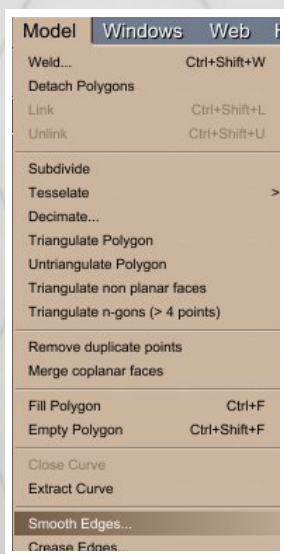 Model Windows Web
Weld... Ctrl+Shift+W
Detach Polygons
Link Ctrl+Shift+L
Unlink Ctrl+Shift+U
Subdivide
Tesselate >
Decimate...
Triangulate Polygon
Untriangulate Polygon
Triangulate non planar faces
Triangulate n-gons (> 4 points)
Remove duplicate points
Merge coplanar faces
Fill Polygon Ctrl+F
Empty Polygon Ctrl+Shift+F
Close Curve
Extract Curve
Smooth Edges...
Crease Edges